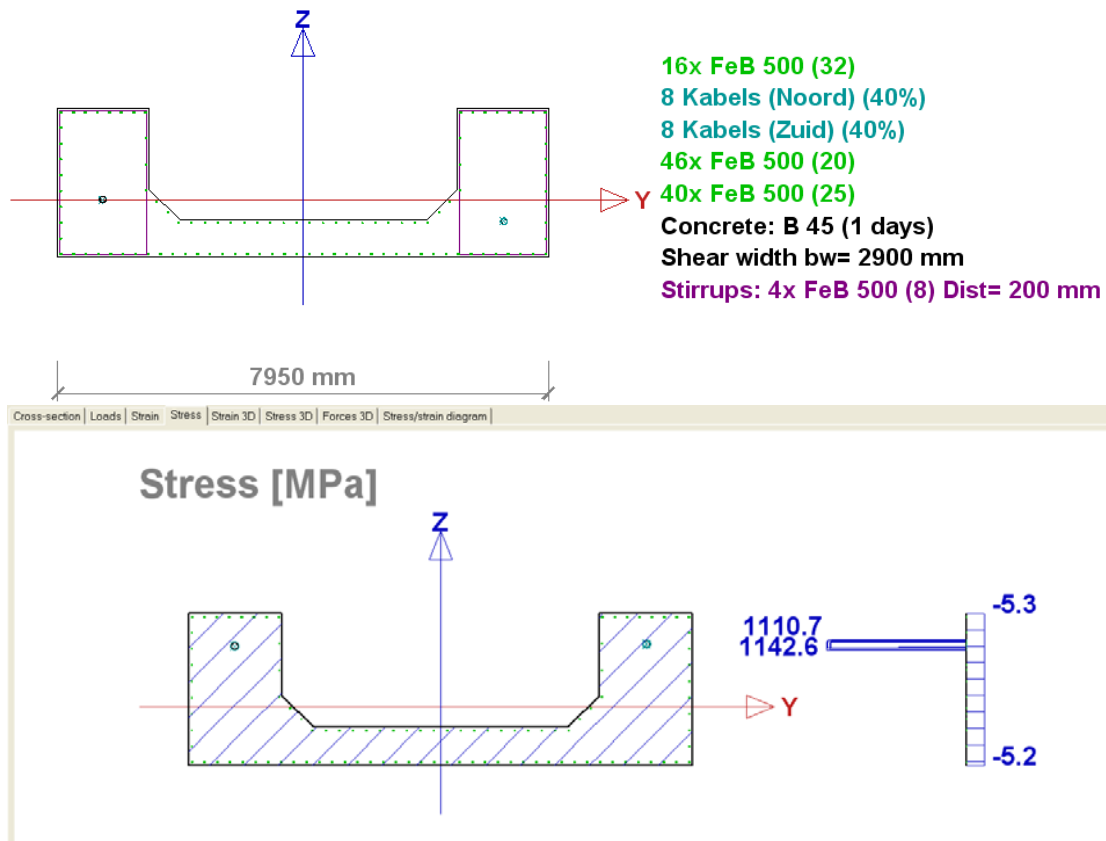 Z
Y
16x FeB 500 (32)
8 Kabels (Noord) (40%)
8 Kabels (Zuid) (40%)
46x FeB 500 (20)
40x FeB 500 (25)
Concrete: B 45 (1 days)
Shear width bw= 2900 mm
Stirrups: 4x FeB 500 (8) Dist= 200 mm
7950 mm
Cross-section Loads Strain Stress Strain 3D Stress 3D Forces 3D Stress/strain diagram
Stress [MPa]
Z
Y
1110.7
1142.6
-5.3
-5.2